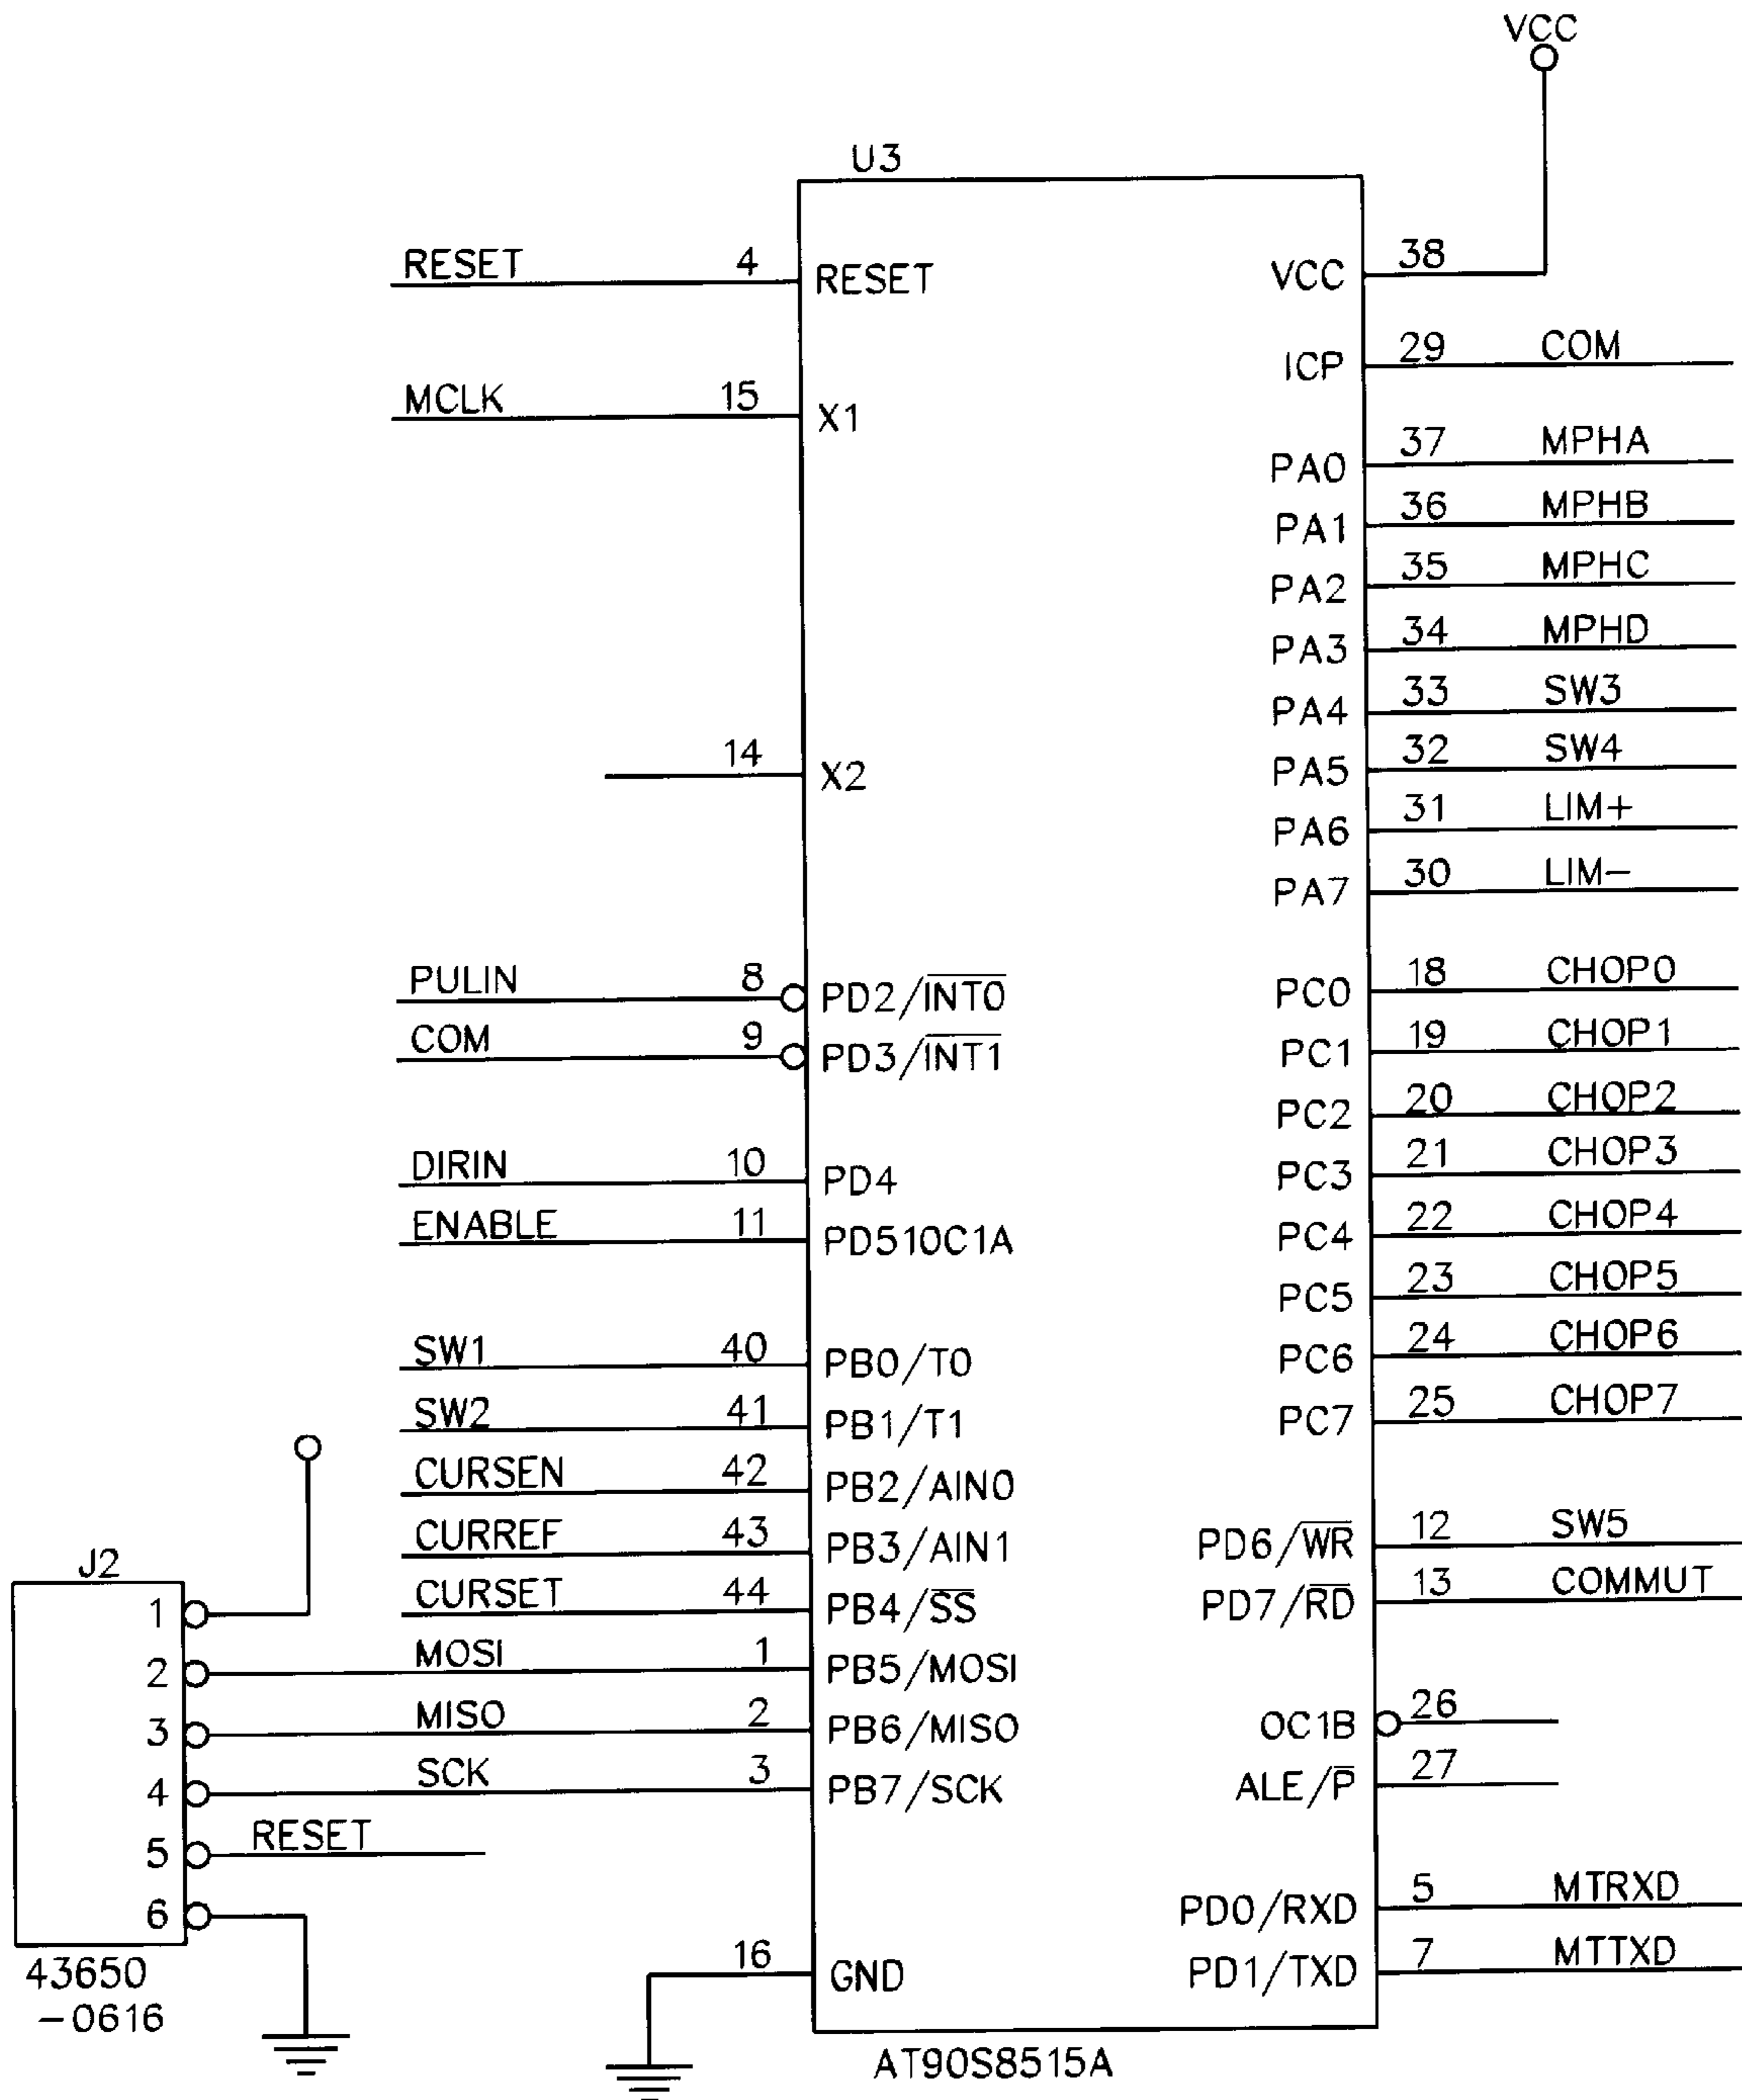 VCC
U3
RESET 4 RESET
VCC 38
ICP 29 COM
MCLK 15 X1
PA0 37 MPHA
PA1 36 MPHB
PA2 35 MPHC
PA3 34 MPHD
PA4 33 SW3
14 X2
PA5 32 SW4
PA6 31 LIM+
PA7 30 LIM-
PULIN 8 PD2/I̅N̅T̅0̅
PC0 18 CHOP0
COM 9 PD3/I̅N̅T̅1̅
PC1 19 CHOP1
PC2 20 CHOP2
DIRIN 10 PD4
PC3 21 CHOP3
ENABLE 11 PD510C1A
PC4 22 CHOP4
PC5 23 CHOP5
SW1 40 PB0/T0
PC6 24 CHOP6
SW2 41 PB1/T1
PC7 25 CHOP7
CURSEN 42 PB2/AIN0
CURREF 43 PB3/AIN1
PD6/W̅R̅ 12 SW5
J2
1
CURSET 44 PB4/S̅S̅
PD7/R̅D̅ 13 COMMUT
2 MOSI 1 PB5/MOSI
3 MISO 2 PB6/MISO
OC1B 26
4 SCK 3 PB7/SCK
ALE/P̅ 27
5 RESET
6
PD0/RXD 5 MTRXD
16 GND
PD1/TXD 7 MTTXD
43650
-0616
AT90S8515A